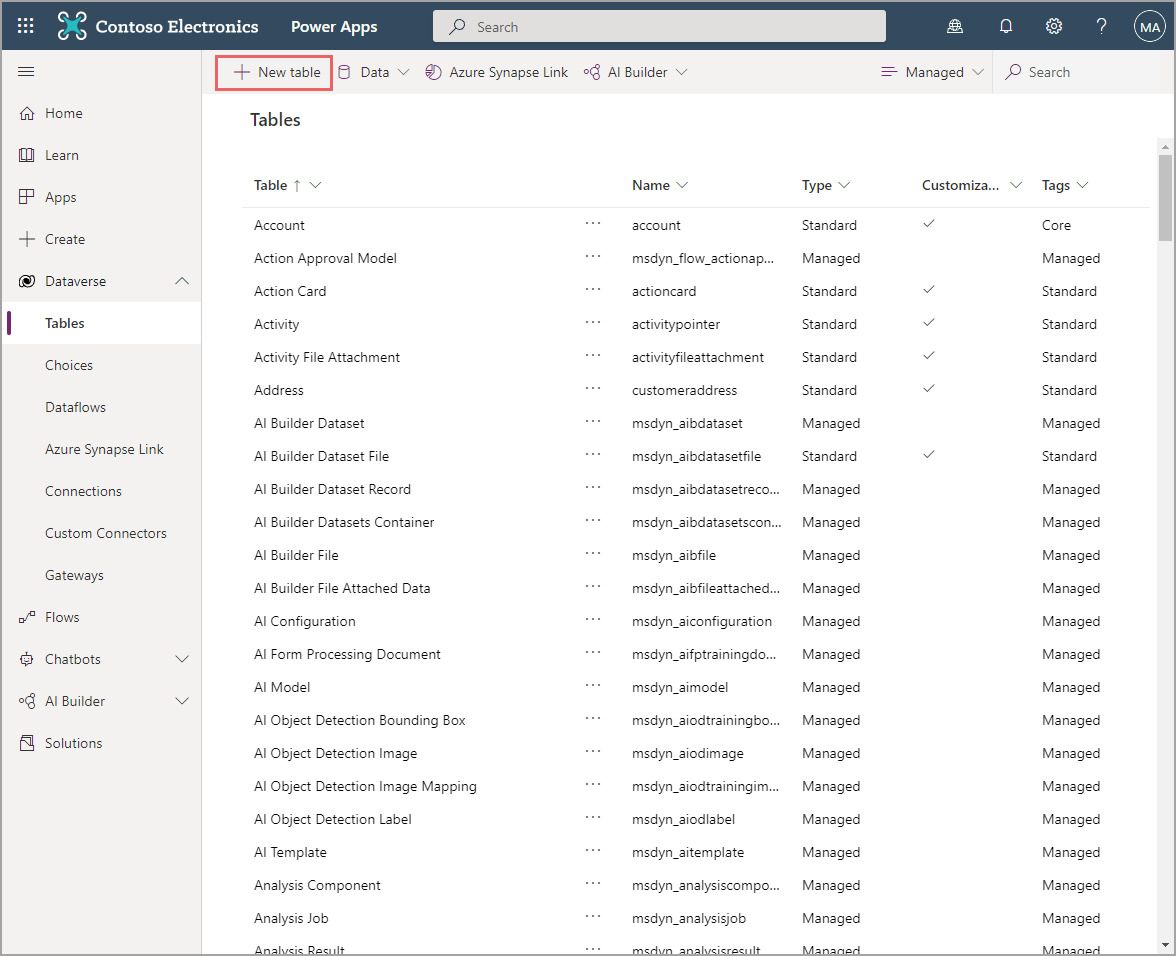 Contoso Electronics Power Apps Search MA
New table Data Azure Synapse Link AI Builder Managed Search
Home
Learn
Apps
Create
Dataverse
Tables
Choices
Dataflows
Azure Synapse Link
Connections
Custom Connectors
Gateways
Flows
Chatbots
AI Builder
Solutions
Tables
Table ↑ Name Type Customiza... Tags
Account ... account Standard ✓ Core
Action Approval Model ... msdyn_flow_actionap... Managed Managed
Action Card ... actioncard Standard ✓ Standard
Activity ... activitypointer Standard ✓ Standard
Activity File Attachment ... activityfileattachment Standard ✓ Standard
Address ... customeraddress Standard ✓ Standard
AI Builder Dataset ... msdyn_aibdataset Managed Managed
AI Builder Dataset File ... msdyn_aibdatasetfile Standard ✓ Standard
AI Builder Dataset Record ... msdyn_aibdatasetreco... Managed Managed
AI Builder Datasets Container ... msdyn_aibdatasetscon... Managed Managed
AI Builder File ... msdyn_aibfile Managed Managed
AI Builder File Attached Data ... msdyn_aibfileattached... Managed Managed
AI Configuration ... msdyn_aiconfiguration Managed Managed
AI Form Processing Document ... msdyn_aifptrainingdo... Managed Managed
AI Model ... msdyn_aimodel Managed Managed
AI Object Detection Bounding Box ... msdyn_aiodtrainingbo... Managed Managed
AI Object Detection Image ... msdyn_aiodimage Managed Managed
AI Object Detection Image Mapping ... msdyn_aiodtrainingim... Managed Managed
AI Object Detection Label ... msdyn_aiodlabel Managed Managed
AI Template ... msdyn_aitemplate Managed Managed
Analysis Component ... msdyn_analysiscompo... Managed Managed
Analysis Job ... msdyn_analysisjob Managed Managed
Analysis Result ... msdyn_analysisresult Managed Managed